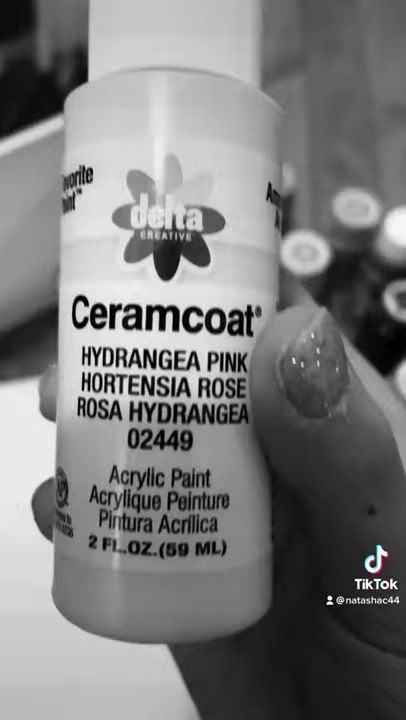 delta
CREATIVE
Ceramcoat®
HYDRANGEA PINK
HORTENSIA ROSE
ROSA HYDRANGEA
02449
Acrylic Paint
Acrylique Peinture
Pintura Acrílica
2 FL.OZ.(59 ML)
TikTok
@natashac44